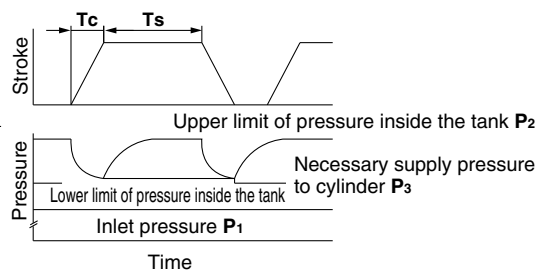 Tc Ts
Stroke
Upper limit of pressure inside the tank P2
Pressure
Necessary supply pressure
to cylinder P3
Lower limit of pressure inside the tank
Inlet pressure P1
Time